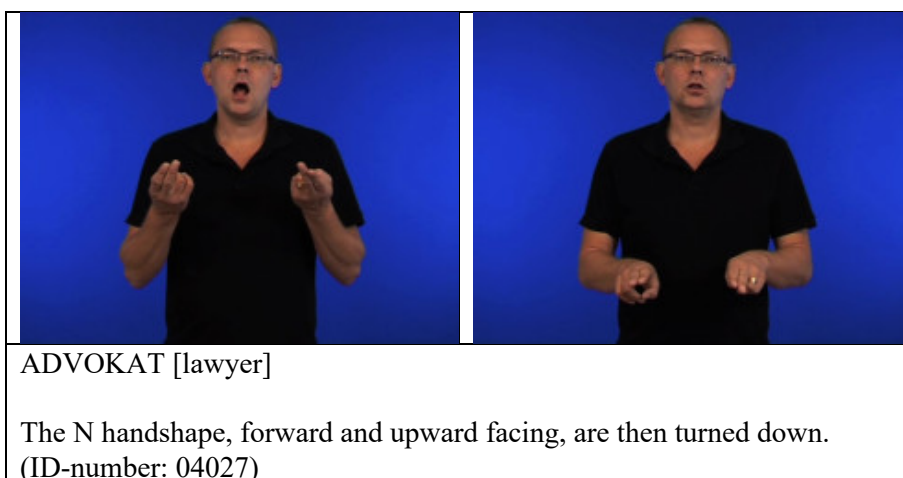 ADVOKAT [lawyer]
The N handshape, forward and upward facing, are then turned down.
(ID-number: 04027)